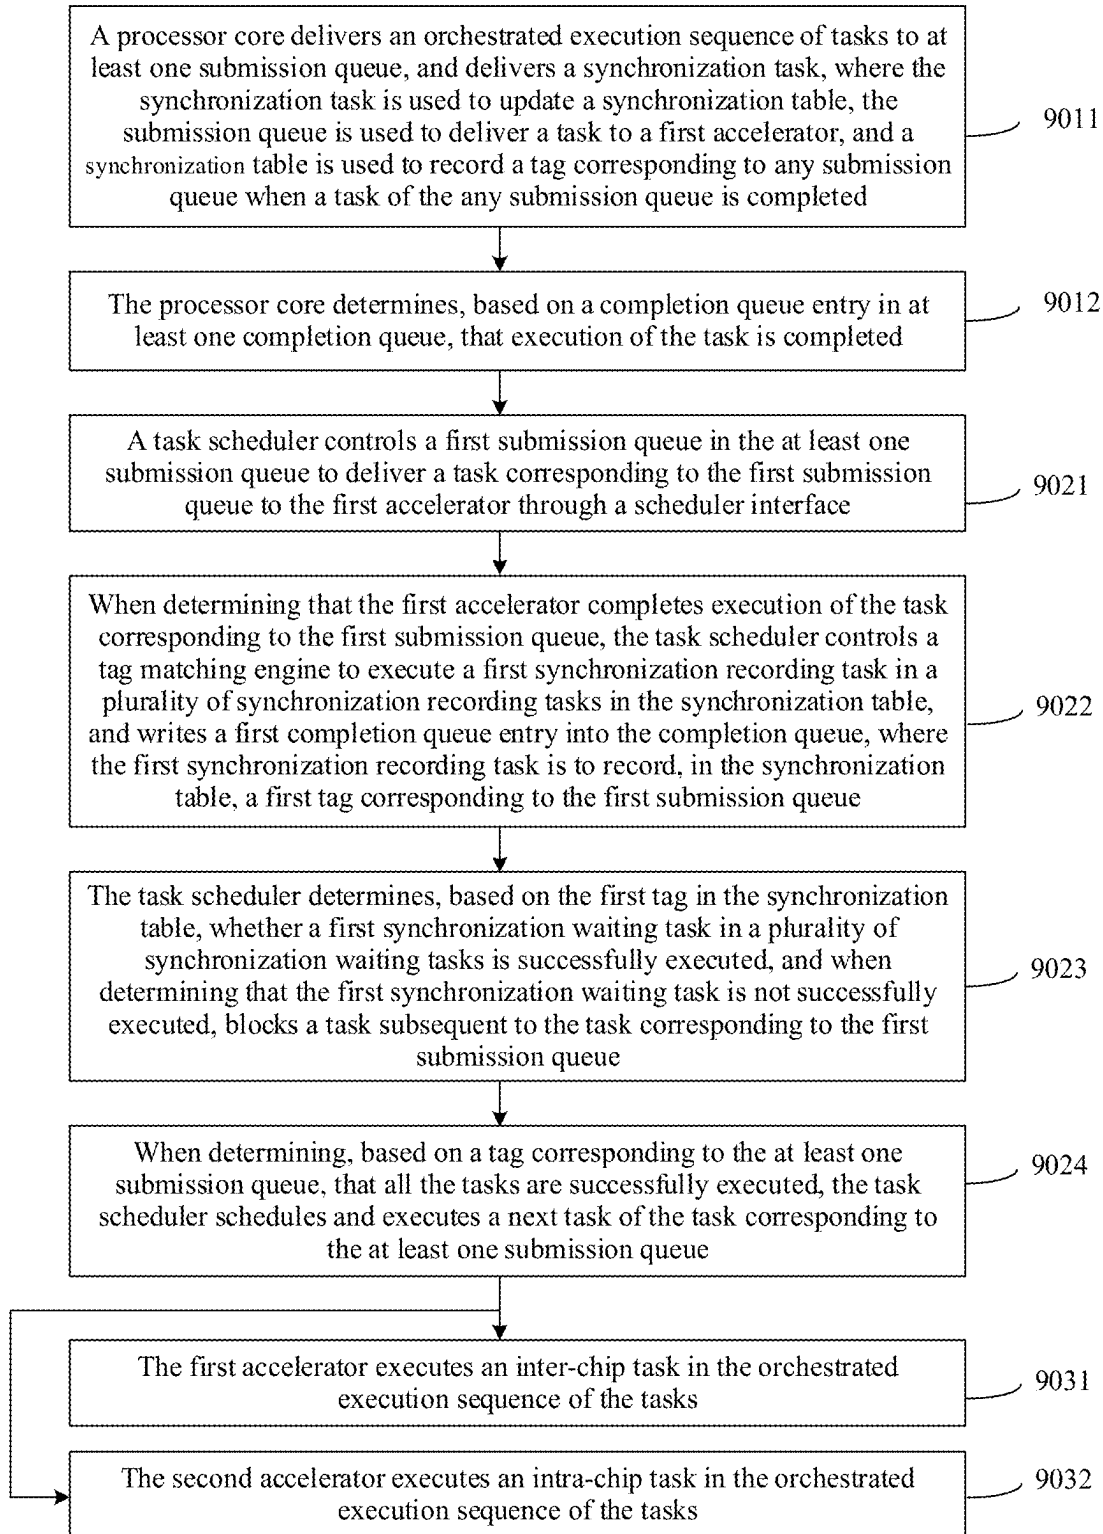 A processor core delivers an orchestrated execution sequence of tasks to at
least one submission queue, and delivers a synchronization task, where the
synchronization task is used to update a synchronization table, the
submission queue is used to deliver a task to a first accelerator, and a
synchronization table is used to record a tag corresponding to any submission
queue when a task of the any submission queue is completed
9011
The processor core determines, based on a completion queue entry in at
least one completion queue, that execution of the task is completed
9012
A task scheduler controls a first submission queue in the at least one
submission queue to deliver a task corresponding to the first submission
queue to the first accelerator through a scheduler interface
9021
When determining that the first accelerator completes execution of the task
corresponding to the first submission queue, the task scheduler controls a
tag matching engine to execute a first synchronization recording task in a
plurality of synchronization recording tasks in the synchronization table,
and writes a first completion queue entry into the completion queue, where
the first synchronization recording task is to record, in the synchronization
table, a first tag corresponding to the first submission queue
9022
The task scheduler determines, based on the first tag in the synchronization
table, whether a first synchronization waiting task in a plurality of
synchronization waiting tasks is successfully executed, and when
determining that the first synchronization waiting task is not successfully
executed, blocks a task subsequent to the task corresponding to the first
submission queue
9023
When determining, based on a tag corresponding to the at least one
submission queue, that all the tasks are successfully executed, the task
scheduler schedules and executes a next task of the task corresponding to
the at least one submission queue
9024
The first accelerator executes an inter-chip task in the orchestrated
execution sequence of the tasks
9031
The second accelerator executes an intra-chip task in the orchestrated
execution sequence of the tasks
9032